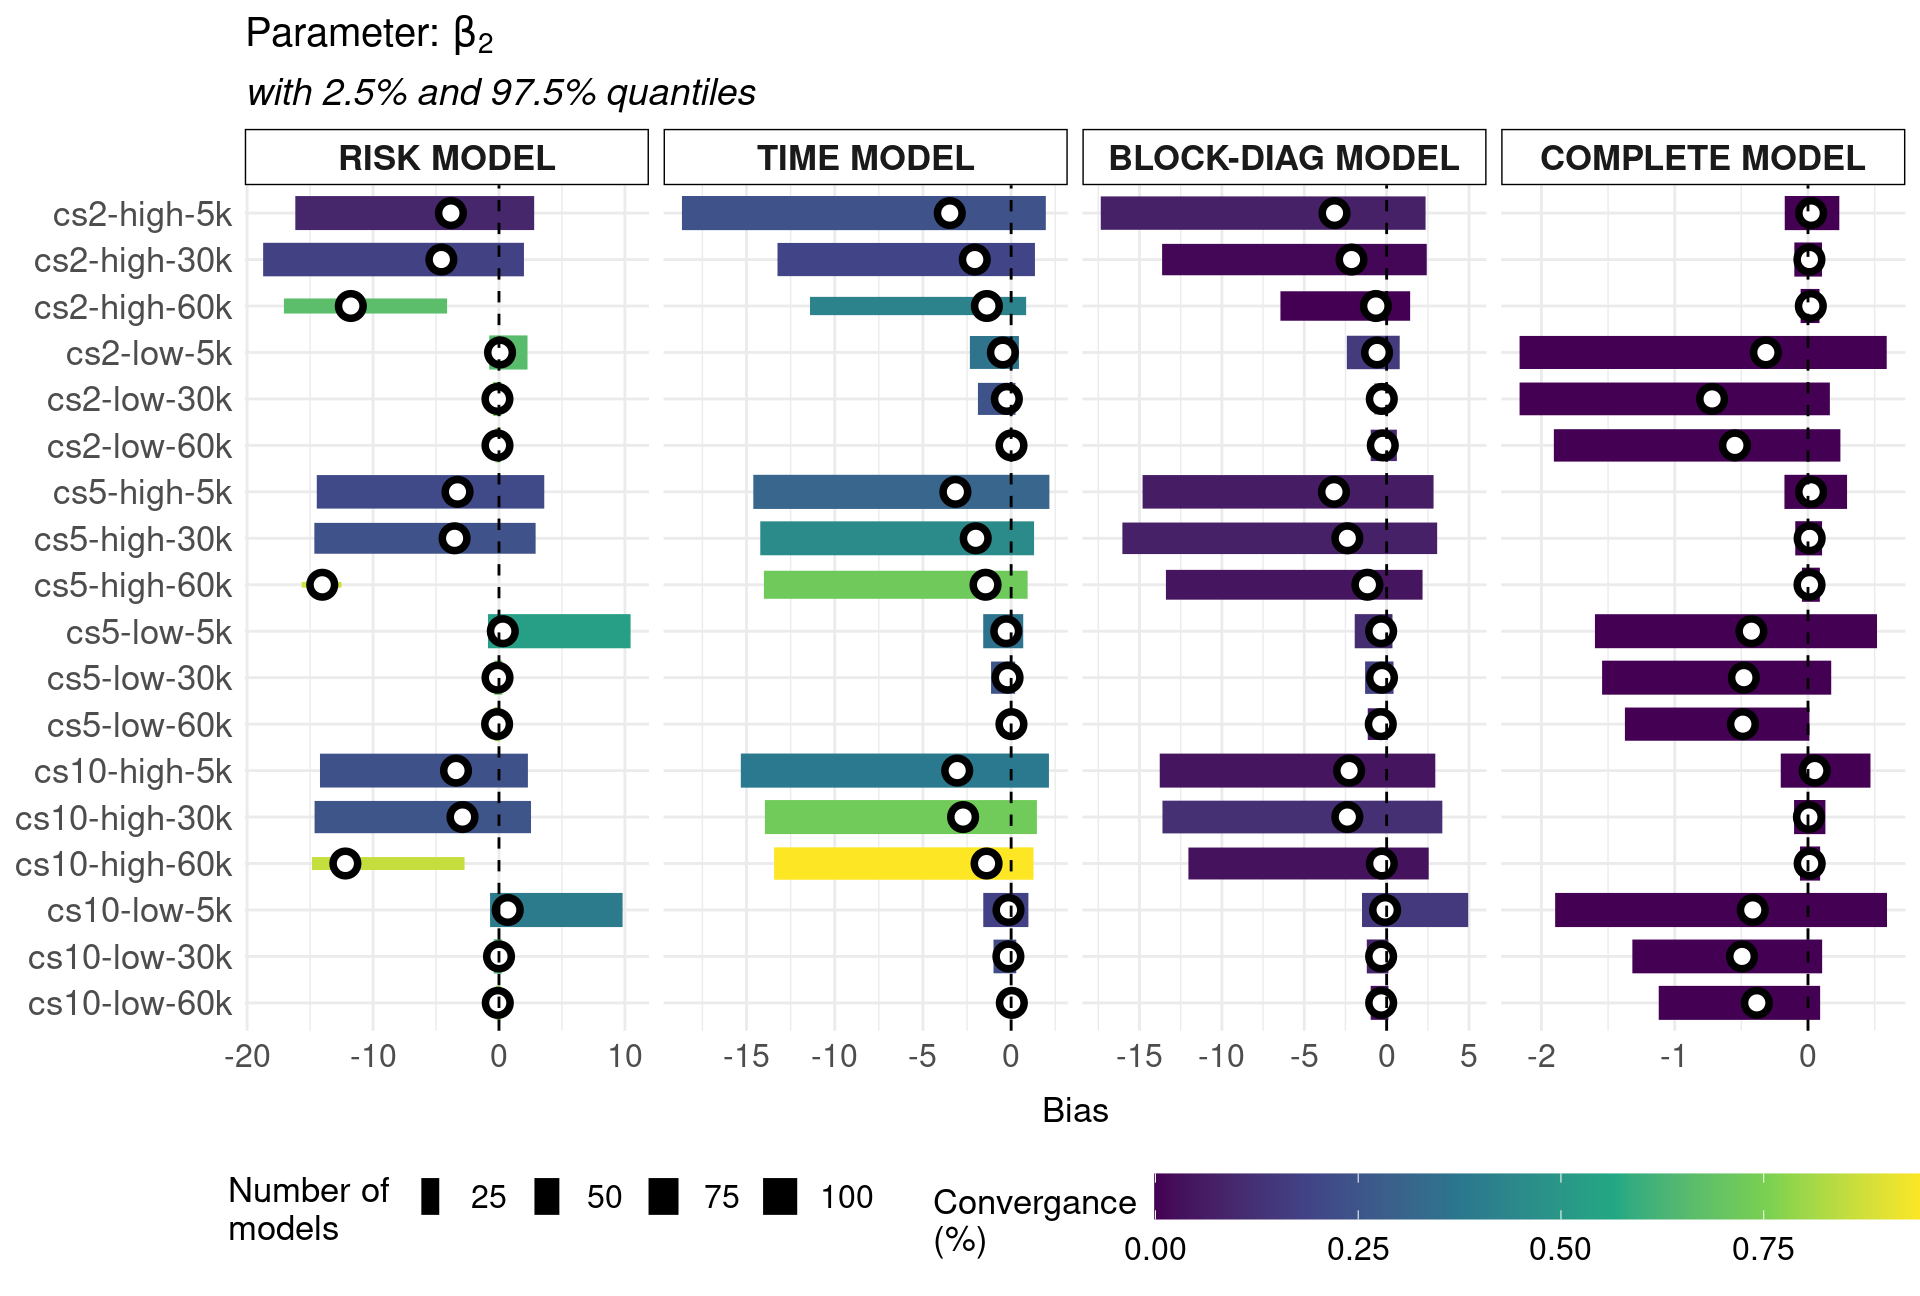 Parameter: β₂
with 2.5% and 97.5% quantiles
RISK MODEL TIME MODEL BLOCK-DIAG MODEL COMPLETE MODEL
cs2-high-5k
cs2-high-30k
cs2-high-60k
cs2-low-5k
cs2-low-30k
cs2-low-60k
cs5-high-5k
cs5-high-30k
cs5-high-60k
cs5-low-5k
cs5-low-30k
cs5-low-60k
cs10-high-5k
cs10-high-30k
cs10-high-60k
cs10-low-5k
cs10-low-30k
cs10-low-60k
-20 -10 0 10 -15 -10 -5 0 -15 -10 -5 0 5 -2 -1 0
Bias
Number of
models
25 50 75 100
Convergance
(%)
0.00 0.25 0.50 0.75